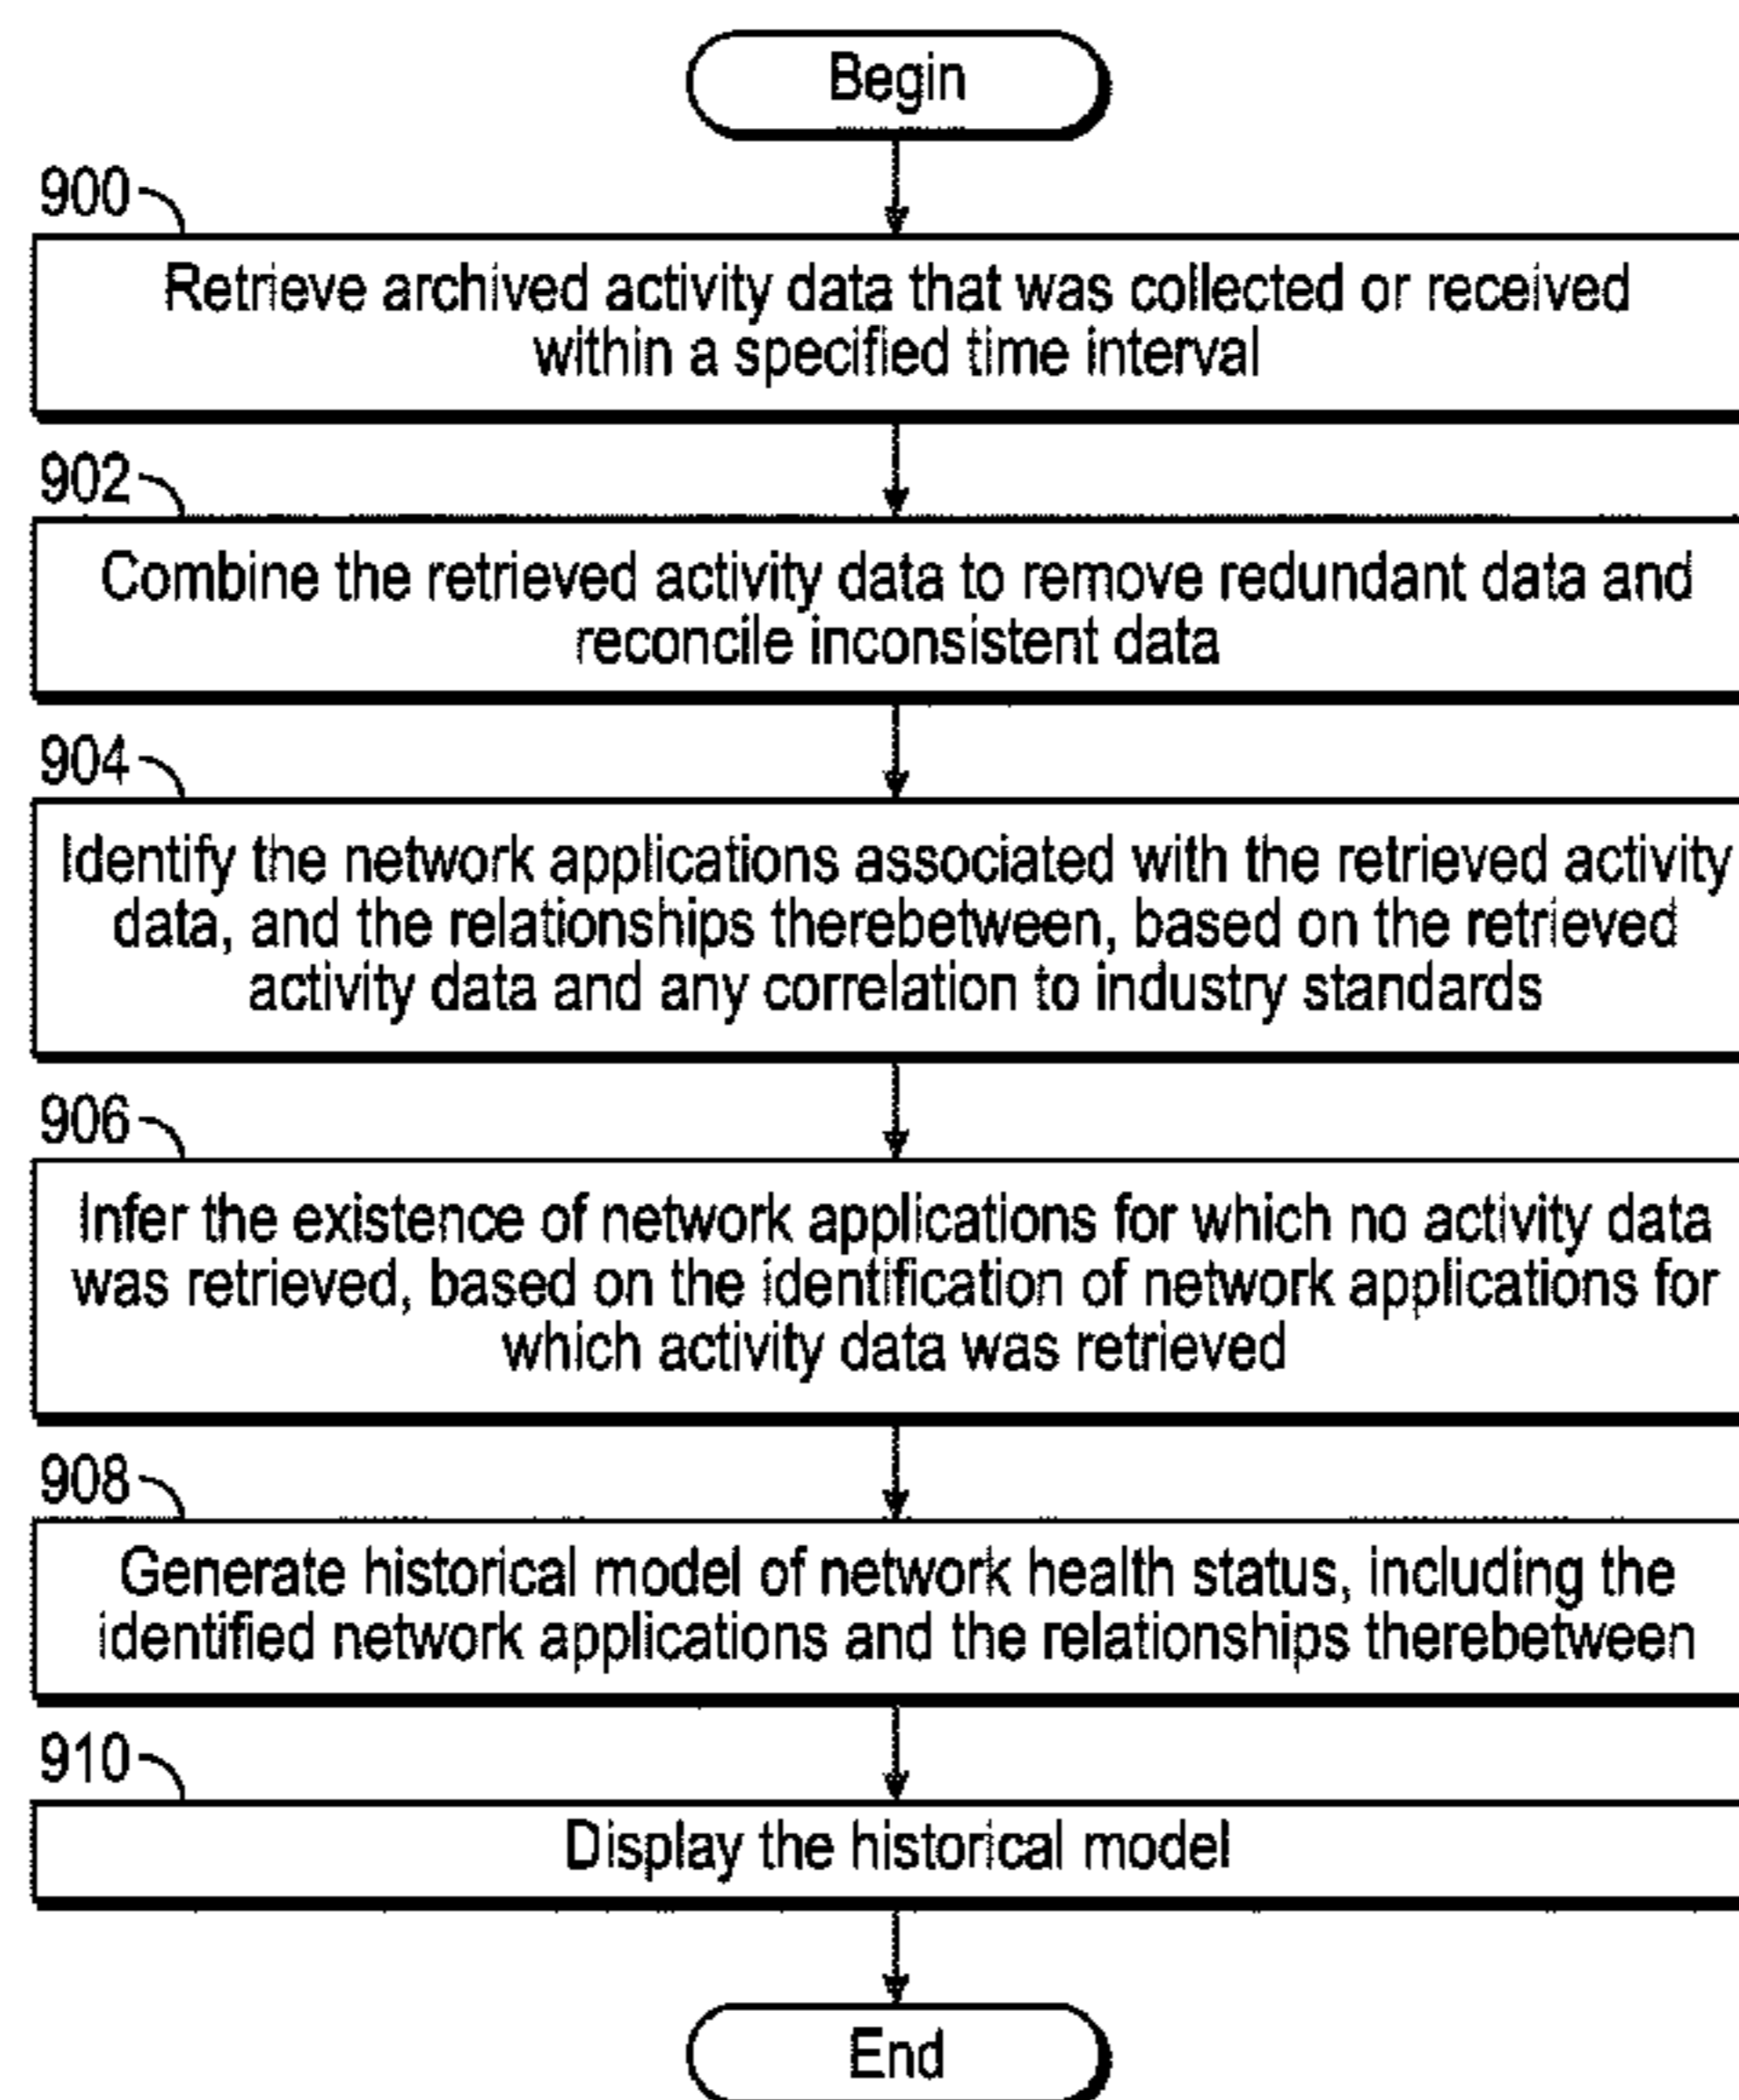 Begin
900
Retrieve archived activity data that was collected or received
within a specified time interval
902
Combine the retrieved activity data to remove redundant data and
reconcile inconsistent data
904
Identify the network applications associated with the retrieved activity
data, and the relationships therebetween, based on the retrieved
activity data and any correlation to industry standards
906
Infer the existence of network applications for which no activity data
was retrieved, based on the identification of network applications for
which activity data was retrieved
908
Generate historical model of network health status, including the
identified network applications and the relationships therebetween
910
Display the historical model
End